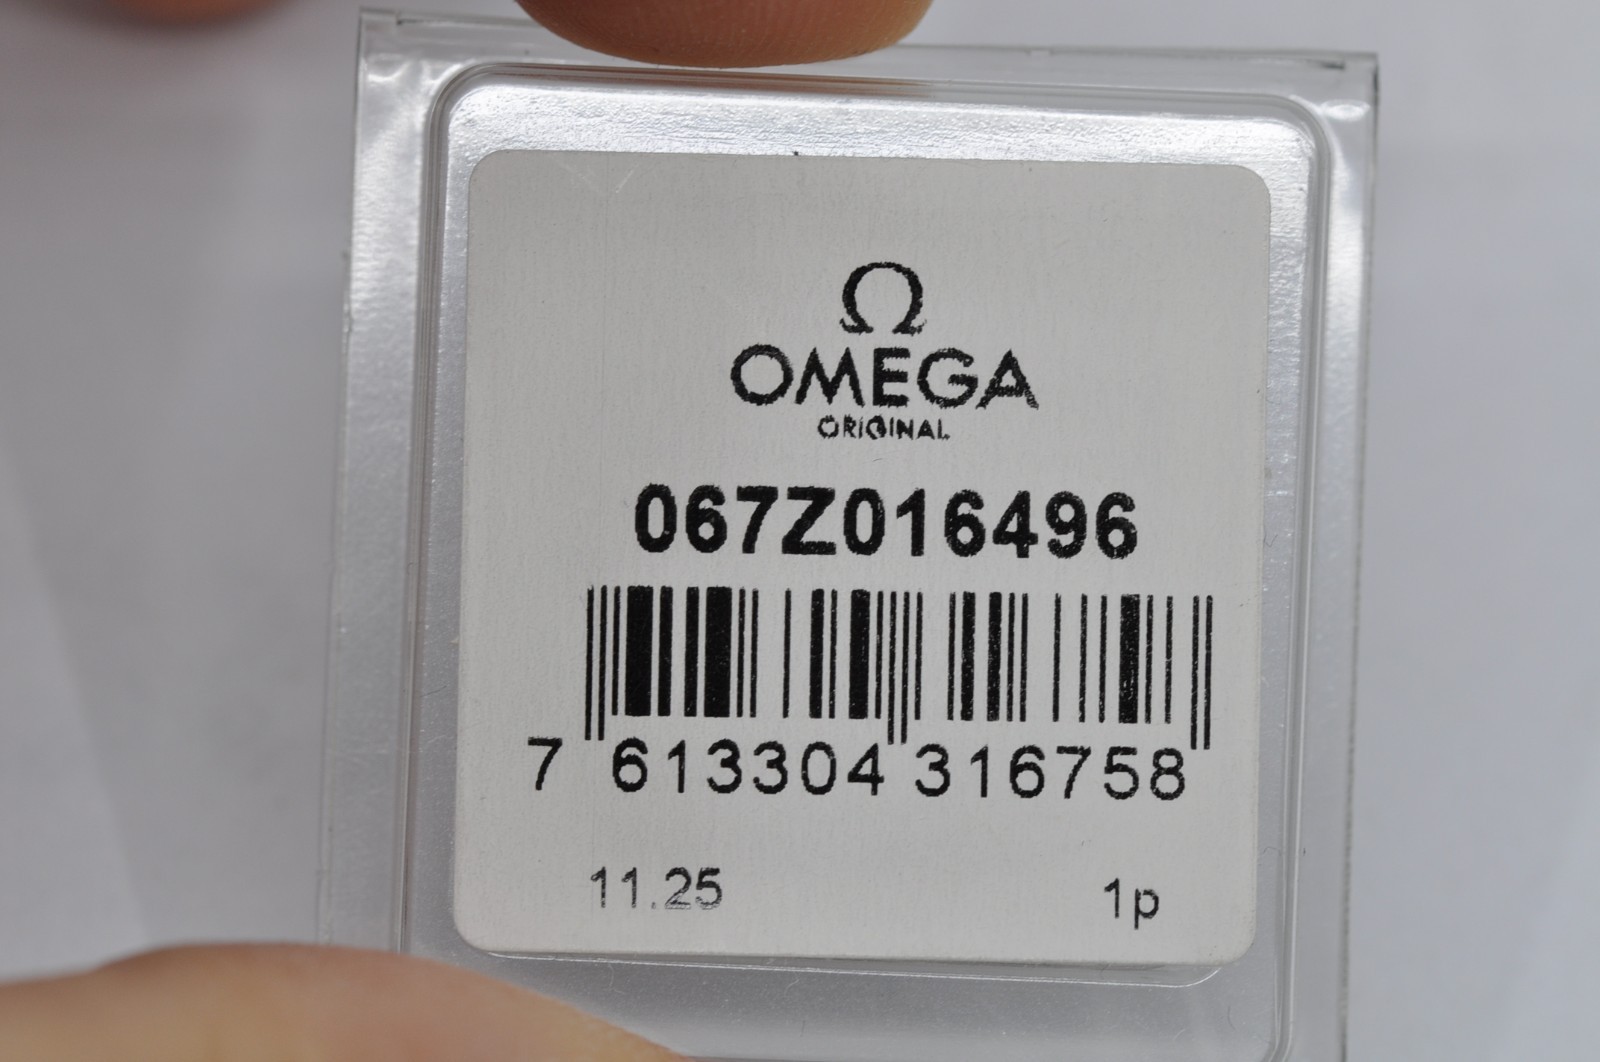 Ω
OMEGA
ORIGINAL
067Z016496
7 613304 316758
11.25 1p